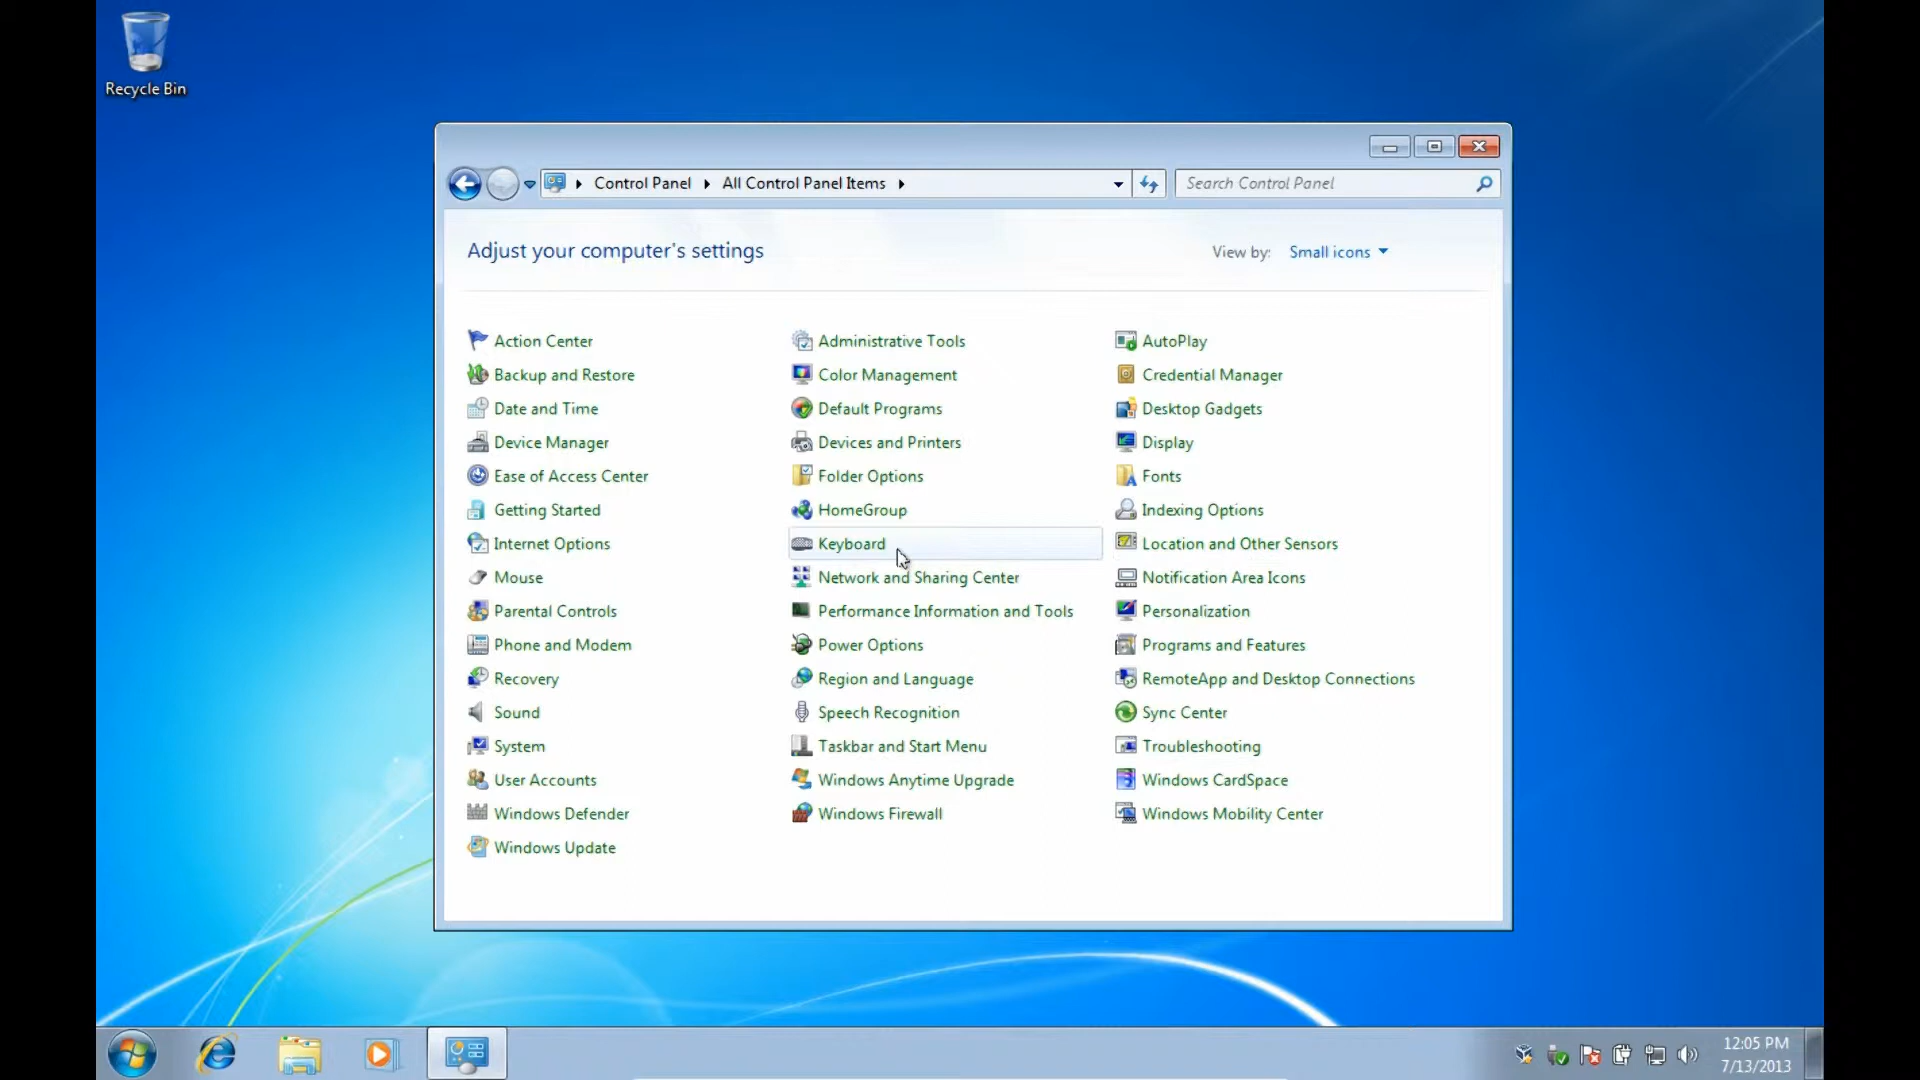 Recycle Bin
Control Panel All Control Panel Items
Search Control Panel
Adjust your computer's settings
View by: Small icons
Action Center
Administrative Tools
AutoPlay
Backup and Restore
Color Management
Credential Manager
Date and Time
Default Programs
Desktop Gadgets
Device Manager
Devices and Printers
Display
Ease of Access Center
Folder Options
Fonts
Getting Started
HomeGroup
Indexing Options
Internet Options
Keyboard
Location and Other Sensors
Mouse
Network and Sharing Center
Notification Area Icons
Parental Controls
Performance Information and Tools
Personalization
Phone and Modem
Power Options
Programs and Features
Recovery
Region and Language
RemoteApp and Desktop Connections
Sound
Speech Recognition
Sync Center
System
Taskbar and Start Menu
Troubleshooting
User Accounts
Windows Anytime Upgrade
Windows CardSpace
Windows Defender
Windows Firewall
Windows Mobility Center
Windows Update
12:05 PM
7/13/2013